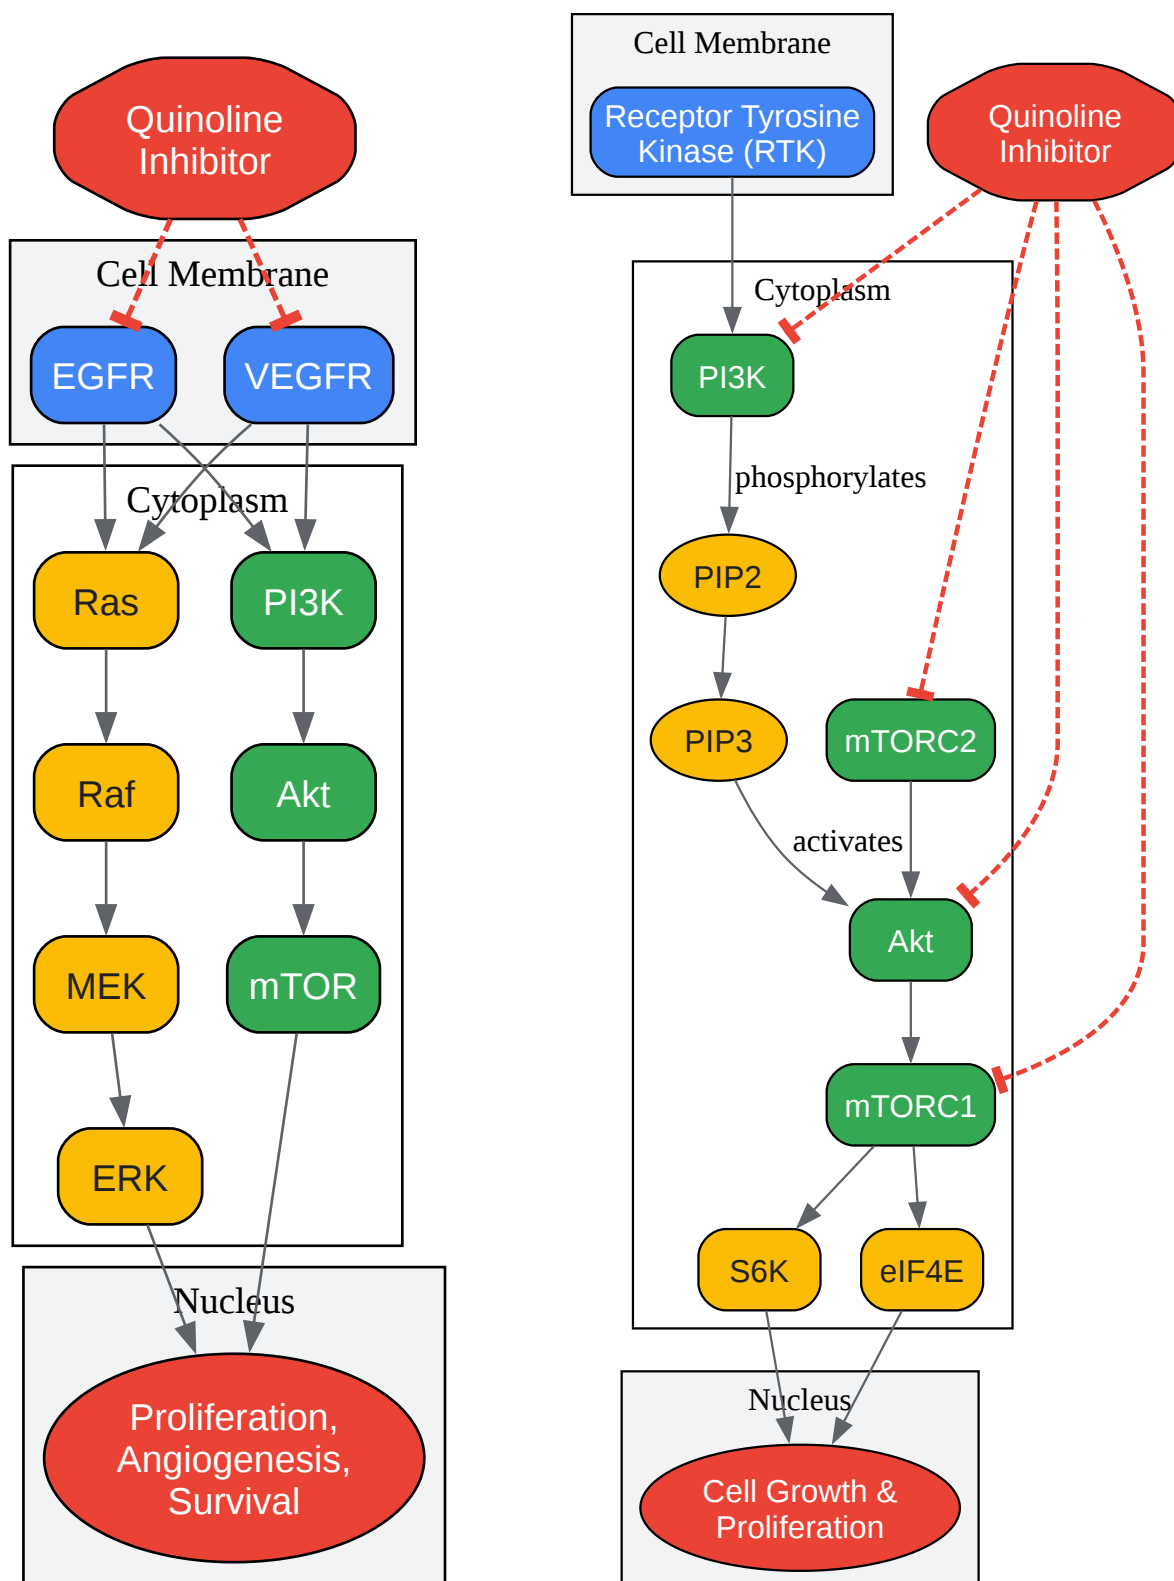 Quinoline
Inhibitor
Cell Membrane
EGFR
VEGFR
Cytoplasm
Ras
PI3K
Raf
Akt
MEK
mTOR
ERK
Nucleus
Proliferation,
Angiogenesis,
Survival
Cell Membrane
Receptor Tyrosine
Kinase (RTK)
Quinoline
Inhibitor
Cytoplasm
PI3K
phosphorylates
PIP2
PIP3
mTORC2
activates
Akt
mTORC1
S6K
eIF4E
Nucleus
Cell Growth &
Proliferation